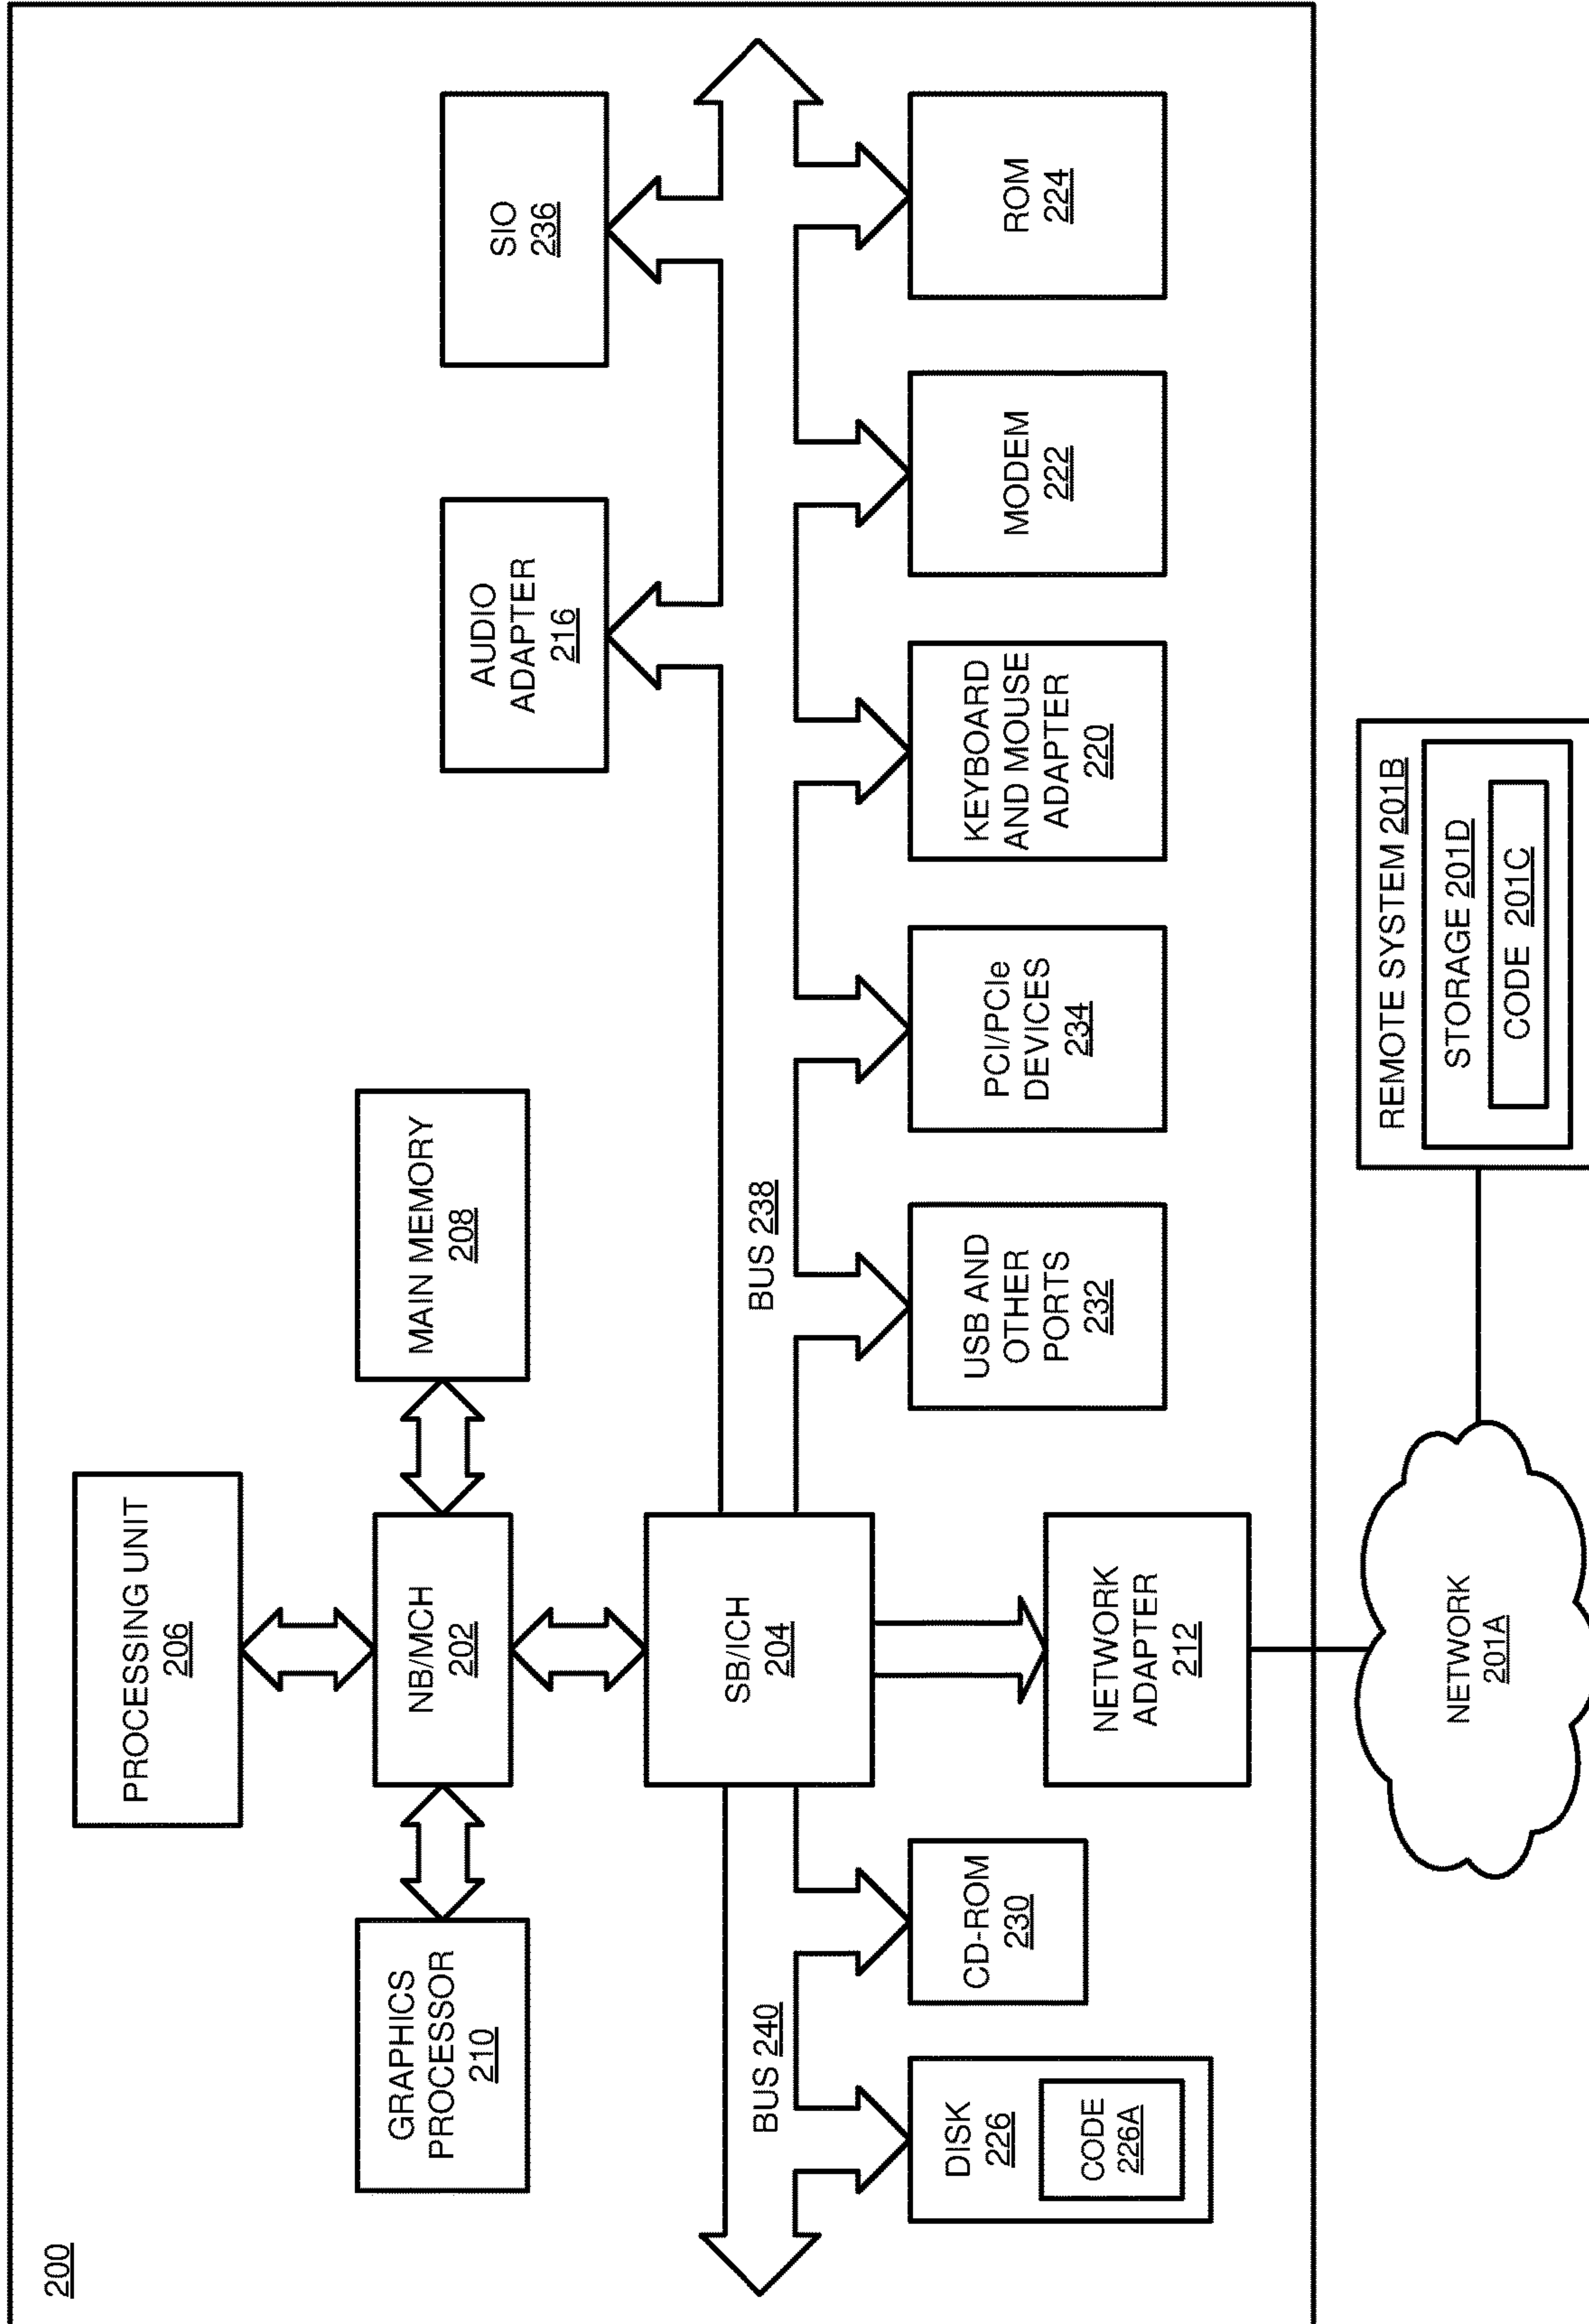 200
PROCESSING UNIT
206
GRAPHICS
PROCESSOR
210
NB/MCH
202
MAIN MEMORY
208
AUDIO
ADAPTER
216
SIO
236
SB/ICH
204
BUS 240
BUS 238
DISK
226
CODE
226A
CD-ROM
230
USB AND
OTHER
PORTS
232
PCI/PCIe
DEVICES
234
KEYBOARD
AND MOUSE
ADAPTER
220
MODEM
222
ROM
224
NETWORK
ADAPTER
212
NETWORK
201A
REMOTE SYSTEM 201B
STORAGE 201D
CODE 201C